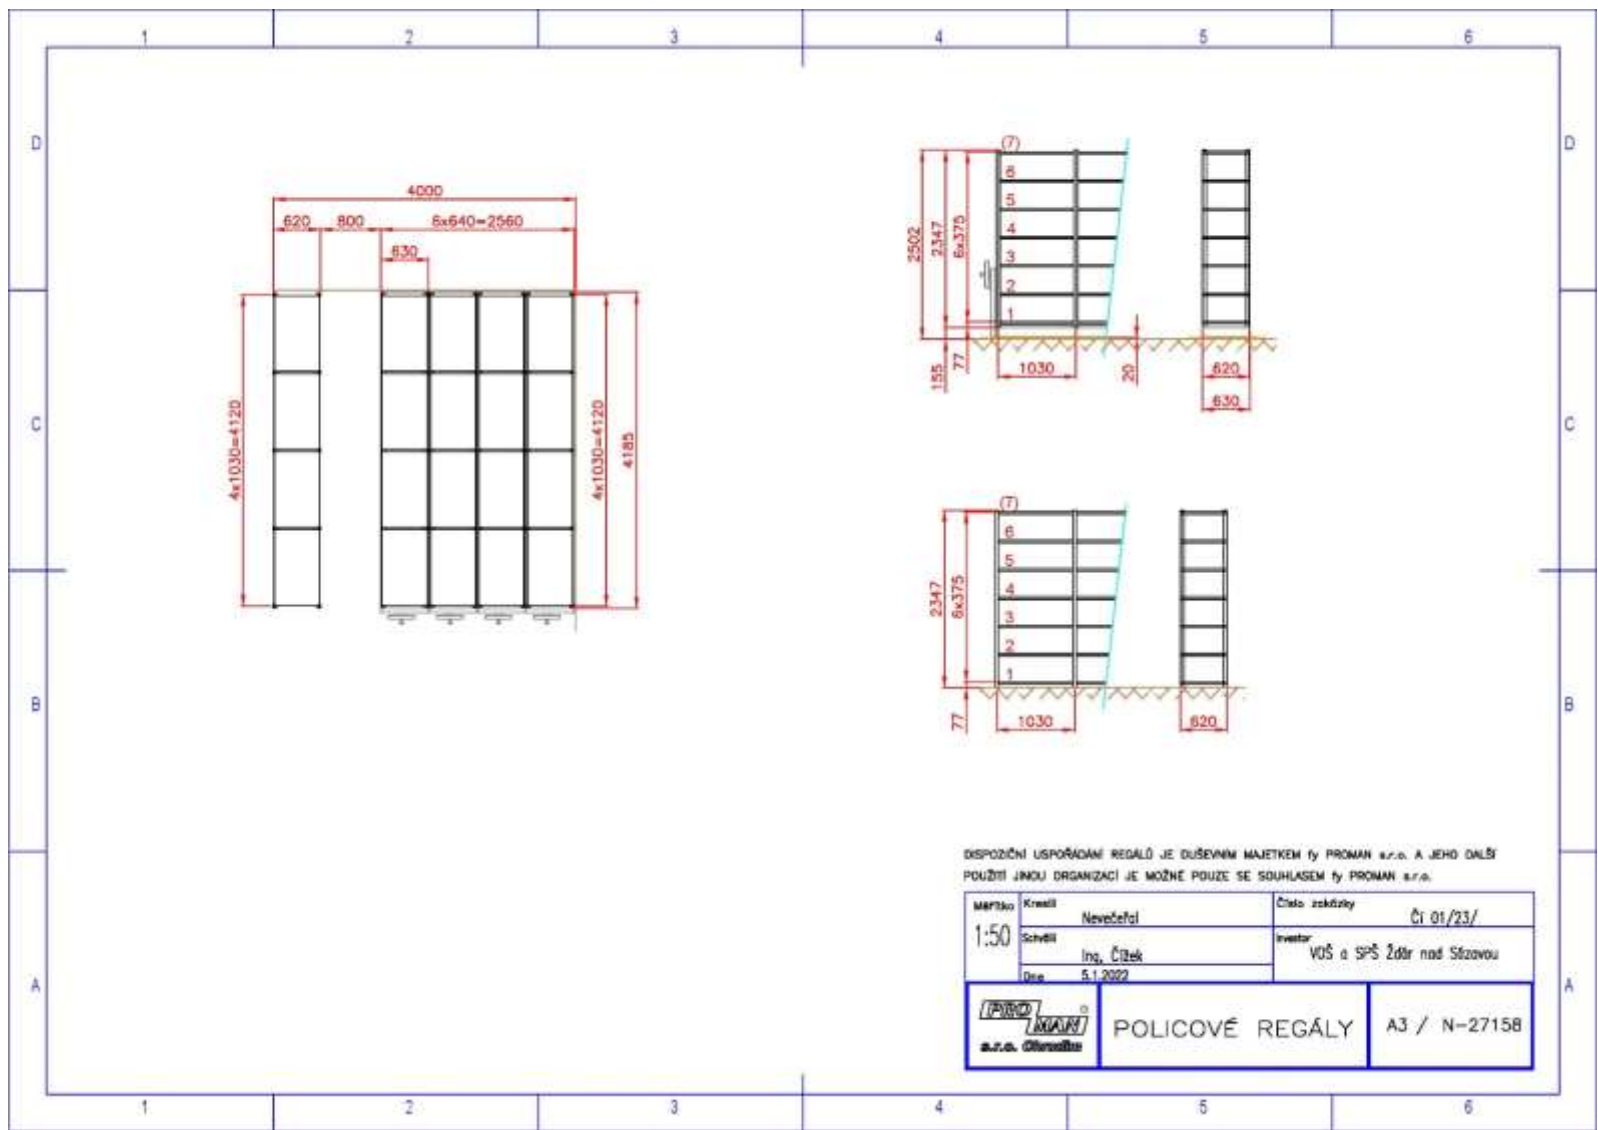 1 2 3 4 5 6
D D
C C
B B
A A
4000
620 800 6x640=2560
630
4x1030=4120
4x1030=4120
4185
(7)
6
5
4
3
2
1
2502
2347
6x375
155
77
1030
20
620
630
(7)
6
5
4
3
2
1
2347
6x375
77
1030
620
DISPOZIČNÍ USPOŘÁDÁNÍ REGÁLŮ JE DUŠEVNÍM MAJETKEM fy PROMAN s.r.o. A JEHO DALŠÍ
POUŽITÍ JINOU ORGANIZACÍ JE MOŽNÉ POUZE SE SOUHLASEM fy PROMAN s.r.o.
Měřítko
1:50
Kreslil
Nevečeřal
Číslo zakázky
Čí 01/23/
Schválil
Ing. Čížek
Investor
VOŠ a SPŠ Žďár nad Sázavou
Dne 5.1.2022
PRO
MAN
s.r.o.
POLICOVÉ REGÁLY
A3 / N-27158
1 2 3 4 5 6